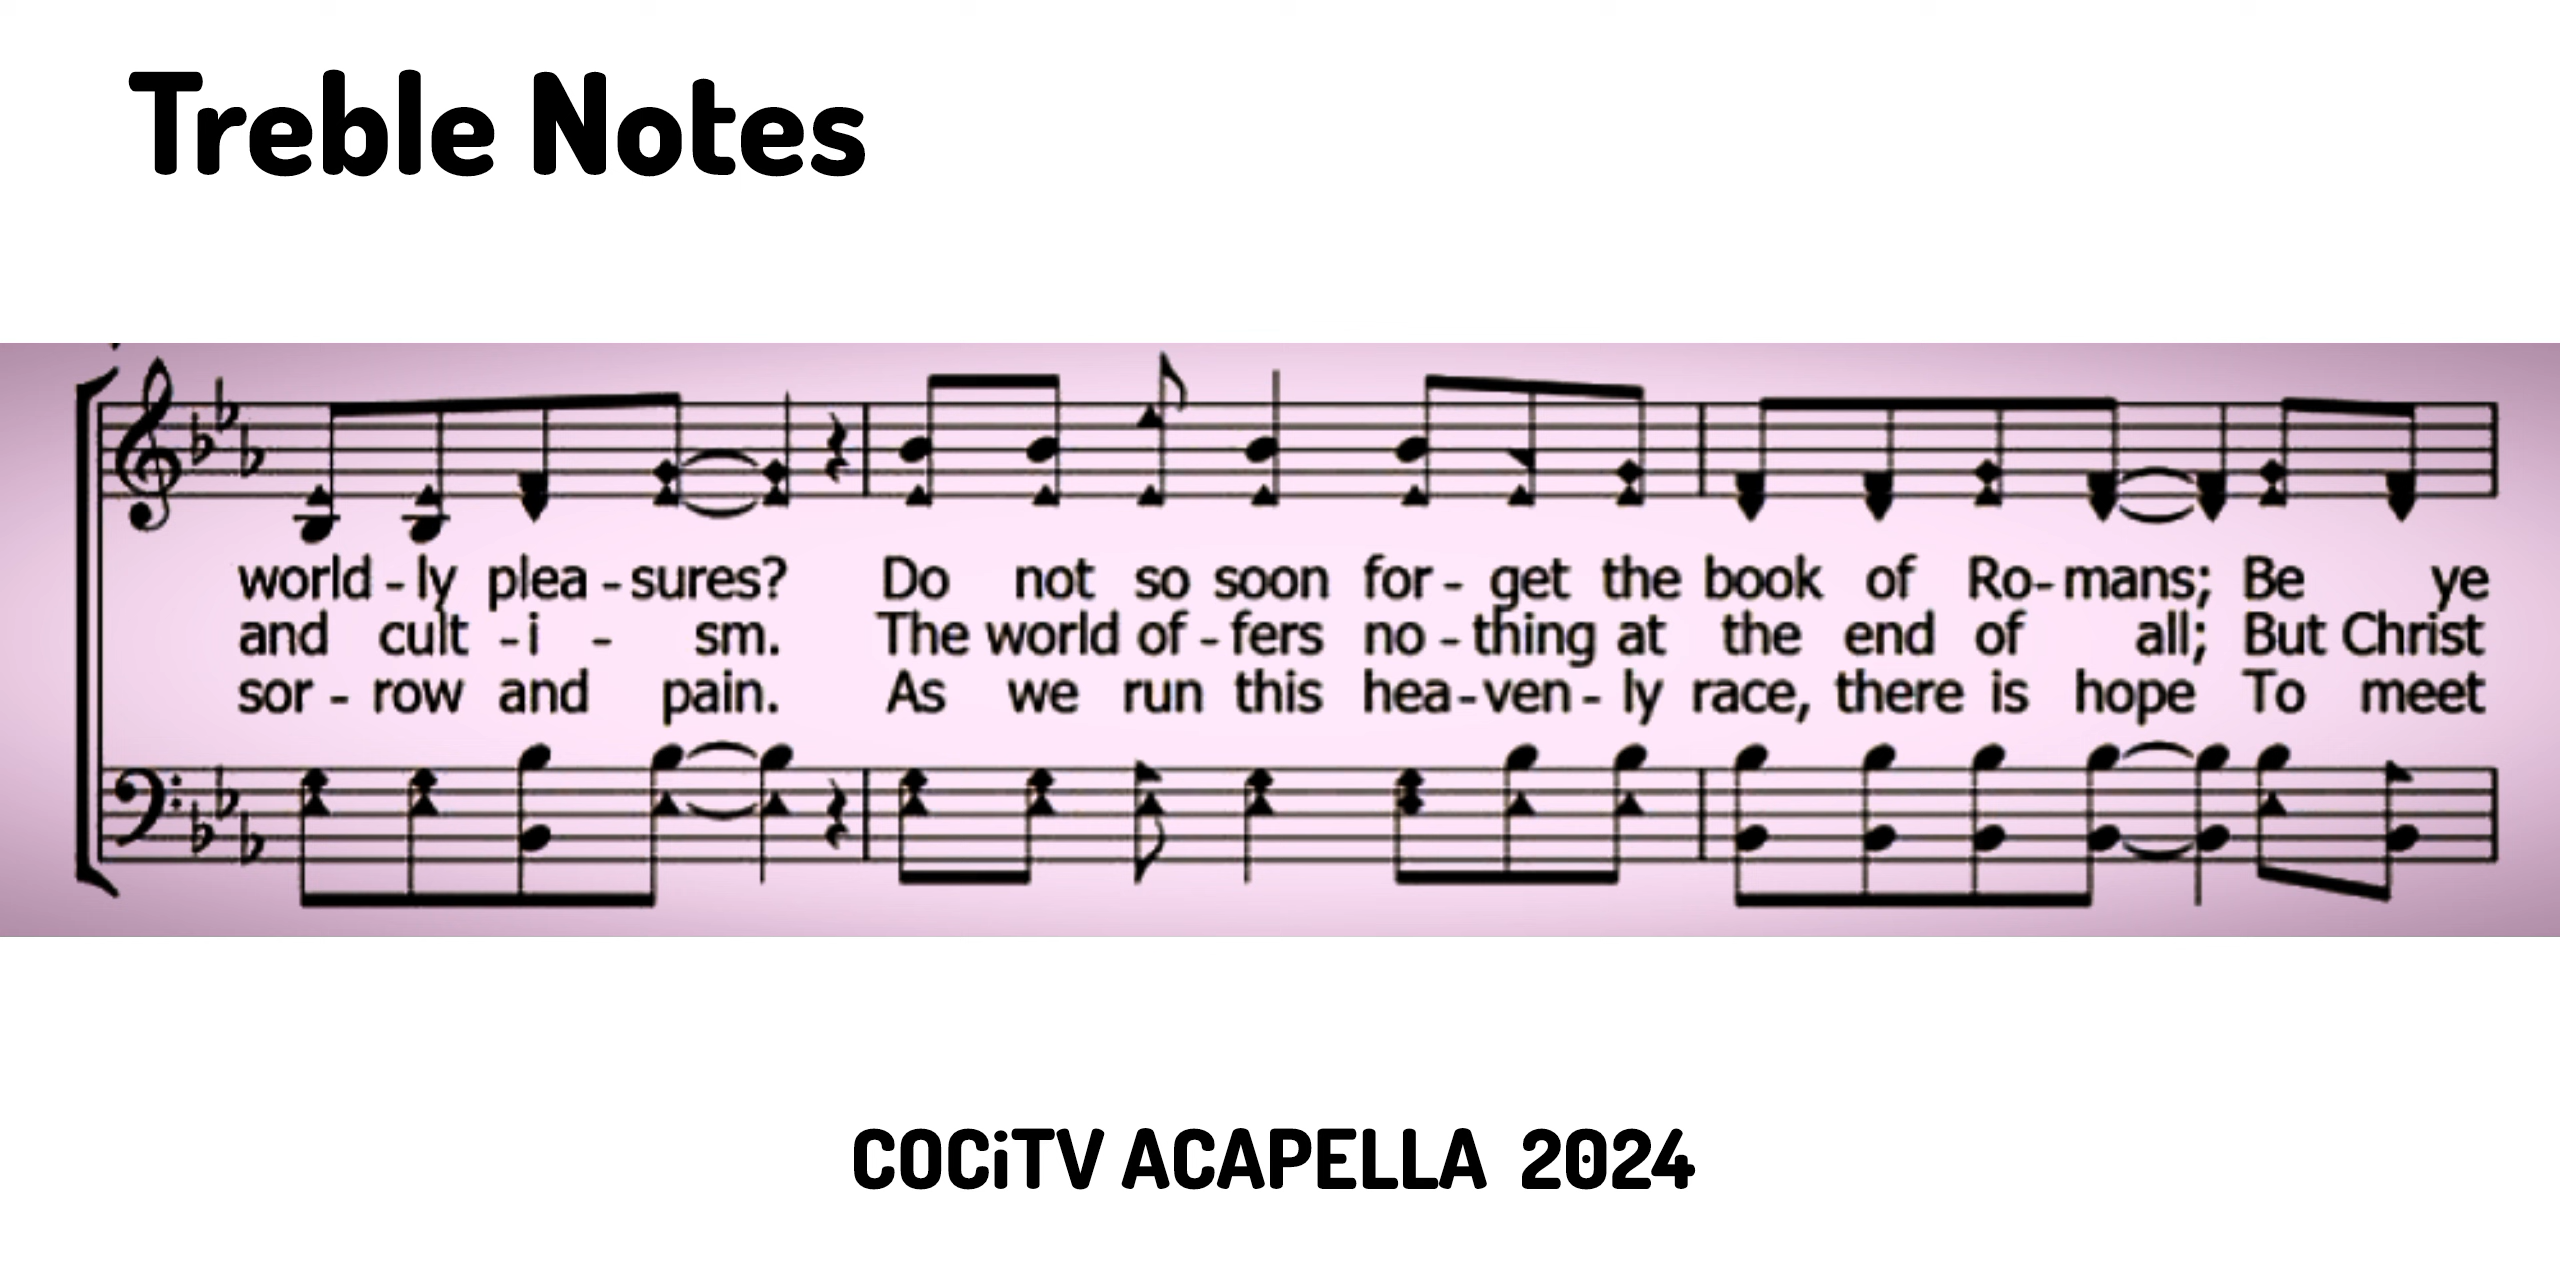 Treble Notes
world - ly plea - sures? Do not so soon for - get the book of Ro - mans; Be ye
and cult - i - sm. The world of - fers no - thing at the end of all; But Christ
sor - row and pain. As we run this hea - ven - ly race, there is hope To meet
COCiTV ACAPELLA 2024